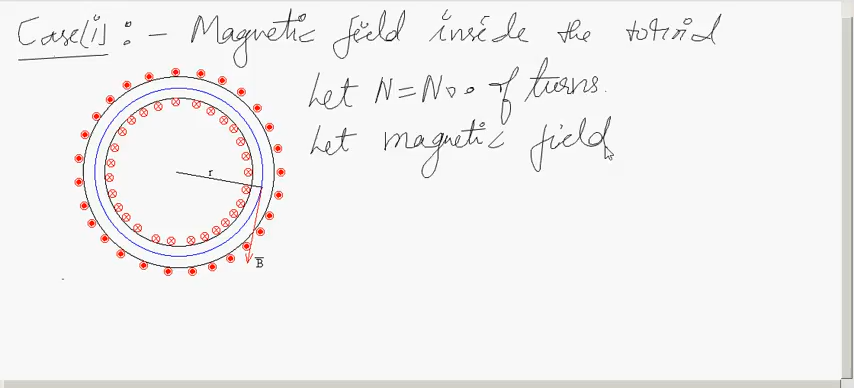 Case(i) : - Magnetic field inside the toroid
Let N = No. of turns.
Let magnetic field
r
B